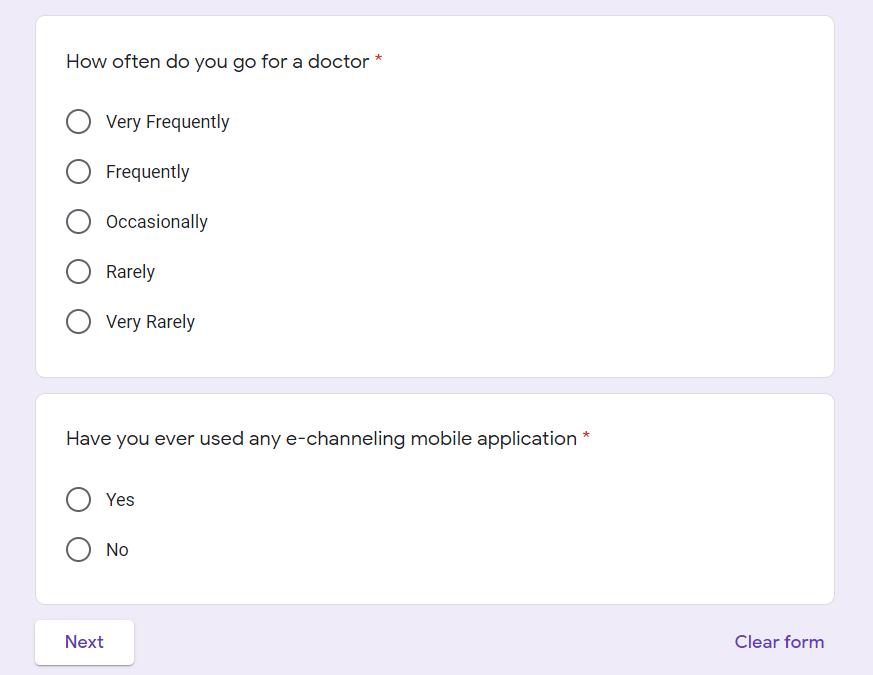 How often do you go for a doctor *
Very Frequently
Frequently
Occasionally
Rarely
Very Rarely
Have you ever used any e-channeling mobile application *
Yes
No
Next
Clear form